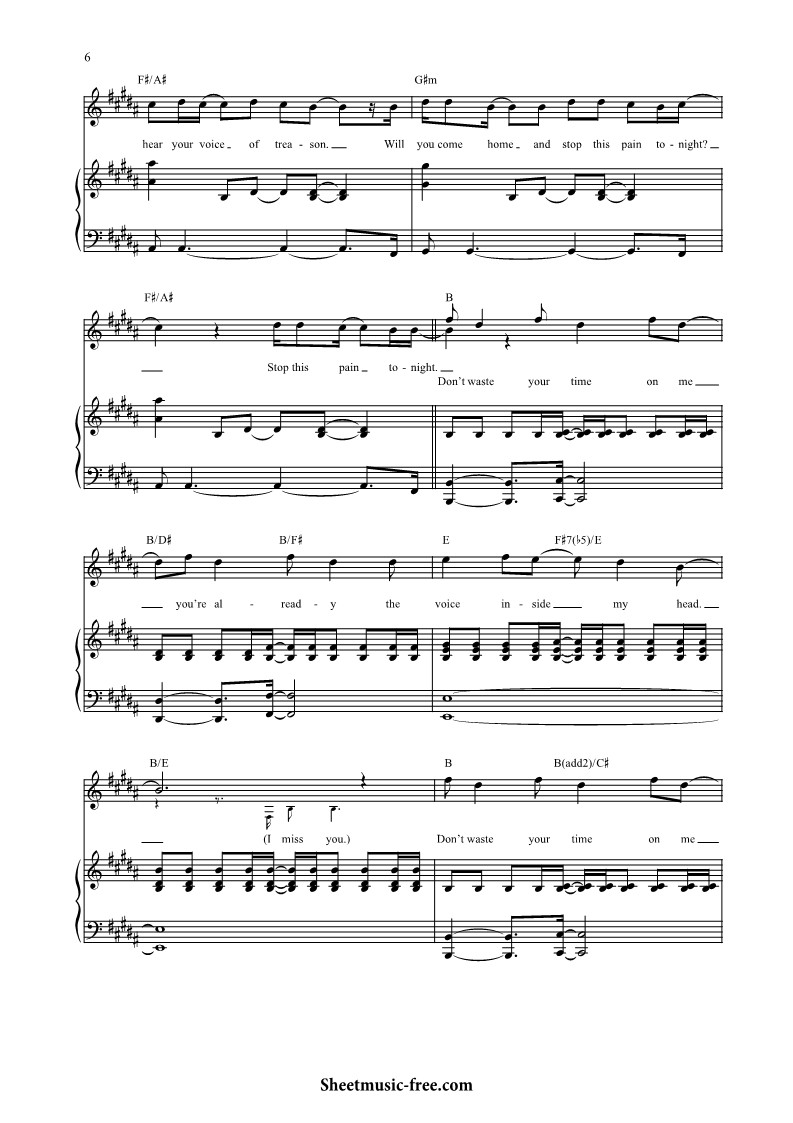 6
F♯/A♯ G♯m
hear your voice of trea - son. Will you come home and stop this pain to - night?
F♯/A♯ B
Stop this pain to - night.
Don't waste your time on me
B/D♯ B/F♯ E F♯7(♭5)/E
you're al - read - y the voice in - side my head.
B/E B B(add2)/C♯
(I miss you.) Don't waste your time on me
Sheetmusic-free.com